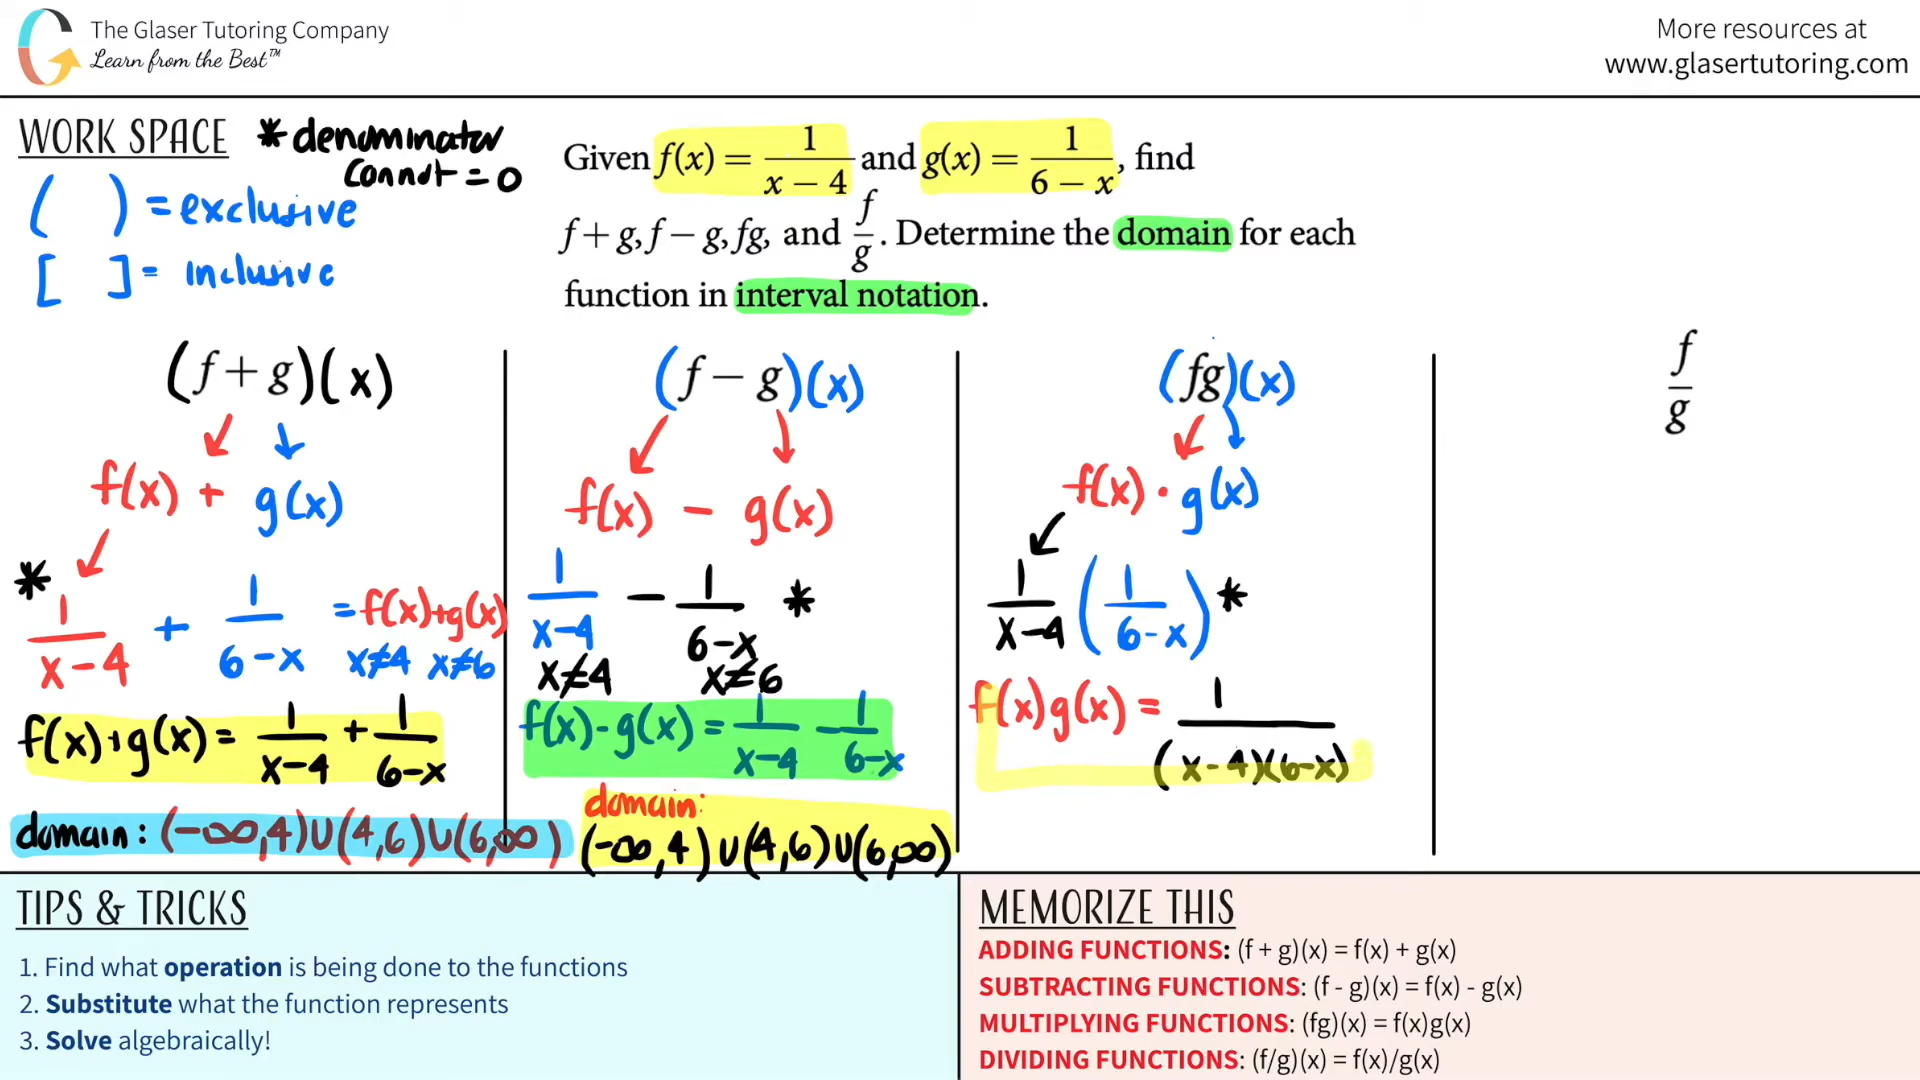 The Glaser Tutoring Company
Learn from the Best™
More resources at
www.glasertutoring.com
WORK SPACE
* denominator
cannot = 0
( ) = exclusive
[ ] = inclusive
Given f(x) = 1/(x − 4) and g(x) = 1/(6 − x), find
f + g, f − g, fg, and f/g. Determine the domain for each
function in interval notation.
(f + g)(x)
f(x) + g(x)
* 1/(x-4) + 1/(6-x) = f(x)+g(x)
x≠4 x≠6
f(x)+g(x) = 1/(x-4) + 1/(6-x)
domain: (-∞,4)∪(4,6)∪(6,∞)
(f − g)(x)
f(x) - g(x)
1/(x-4) - 1/(6-x) *
x≠4 x≠6
f(x)-g(x) = 1/(x-4) - 1/(6-x)
domain:
(-∞,4)∪(4,6)∪(6,∞)
(fg)(x)
f(x) · g(x)
1/(x-4) (1/(6-x)) *
f(x)g(x) = 1/((x-4)(6-x))
f/g
TIPS & TRICKS
1. Find what operation is being done to the functions
2. Substitute what the function represents
3. Solve algebraically!
MEMORIZE THIS
ADDING FUNCTIONS: (f + g)(x) = f(x) + g(x)
SUBTRACTING FUNCTIONS: (f - g)(x) = f(x) - g(x)
MULTIPLYING FUNCTIONS: (fg)(x) = f(x)g(x)
DIVIDING FUNCTIONS: (f/g)(x) = f(x)/g(x)